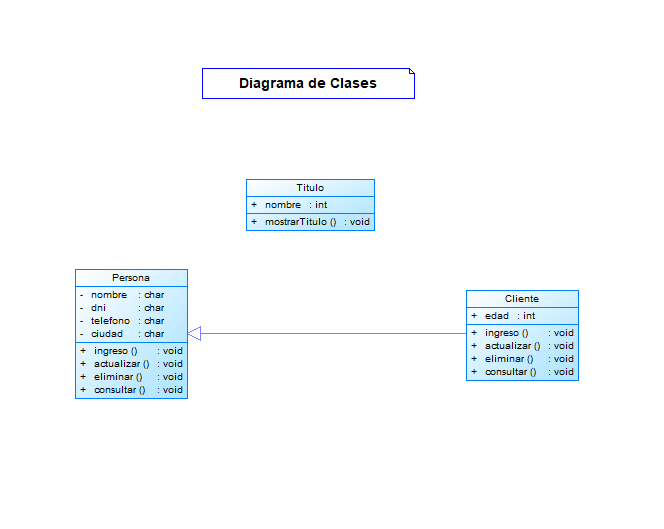 Diagrama de Clases
Titulo
+ nombre : int
+ mostrarTitulo () : void
Persona
- nombre : char
- dni : char
- telefono : char
- ciudad : char
+ ingreso () : void
+ actualizar () : void
+ eliminar () : void
+ consultar () : void
Cliente
+ edad : int
+ ingreso () : void
+ actualizar () : void
+ eliminar () : void
+ consultar () : void